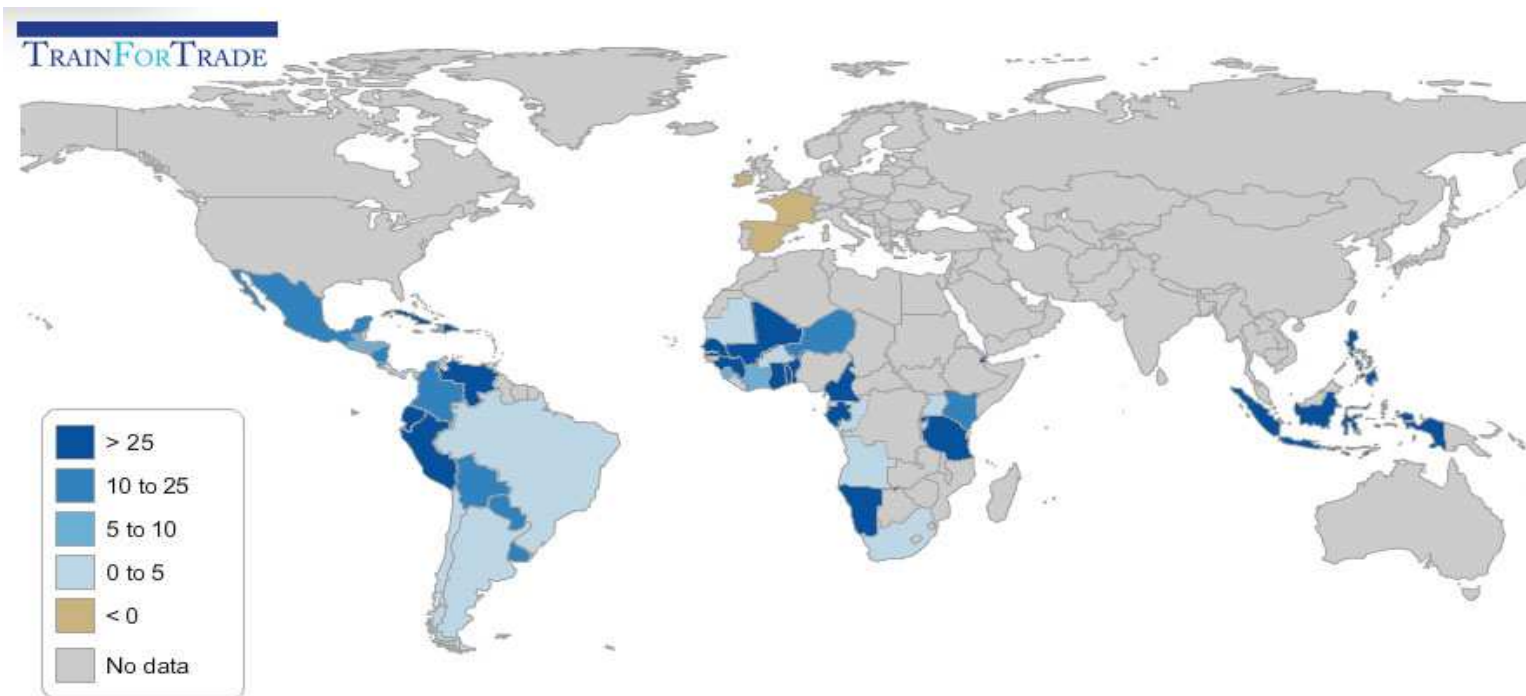 TRAINFORTRADE
> 25
10 to 25
5 to 10
0 to 5
< 0
No data